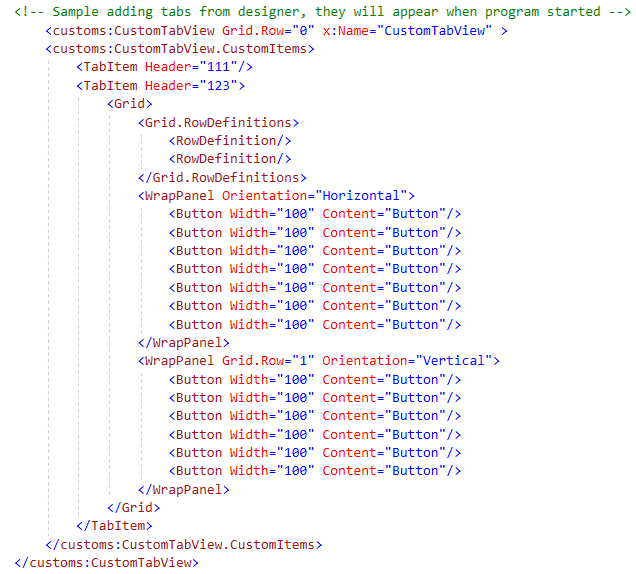 <!-- Sample adding tabs from designer, they will appear when program started -->
    <customs:CustomTabView Grid.Row="0" x:Name="CustomTabView" >
    <customs:CustomTabView.CustomItems>
        <TabItem Header="111"/>
        <TabItem Header="123">
            <Grid>
                <Grid.RowDefinitions>
                    <RowDefinition/>
                    <RowDefinition/>
                </Grid.RowDefinitions>
                <WrapPanel Orientation="Horizontal">
                    <Button Width="100" Content="Button"/>
                    <Button Width="100" Content="Button"/>
                    <Button Width="100" Content="Button"/>
                    <Button Width="100" Content="Button"/>
                    <Button Width="100" Content="Button"/>
                    <Button Width="100" Content="Button"/>
                    <Button Width="100" Content="Button"/>
                </WrapPanel>
                <WrapPanel Grid.Row="1" Orientation="Vertical">
                    <Button Width="100" Content="Button"/>
                    <Button Width="100" Content="Button"/>
                    <Button Width="100" Content="Button"/>
                    <Button Width="100" Content="Button"/>
                    <Button Width="100" Content="Button"/>
                    <Button Width="100" Content="Button"/>
                </WrapPanel>
            </Grid>
        </TabItem>
    </customs:CustomTabView.CustomItems>
</customs:CustomTabView>